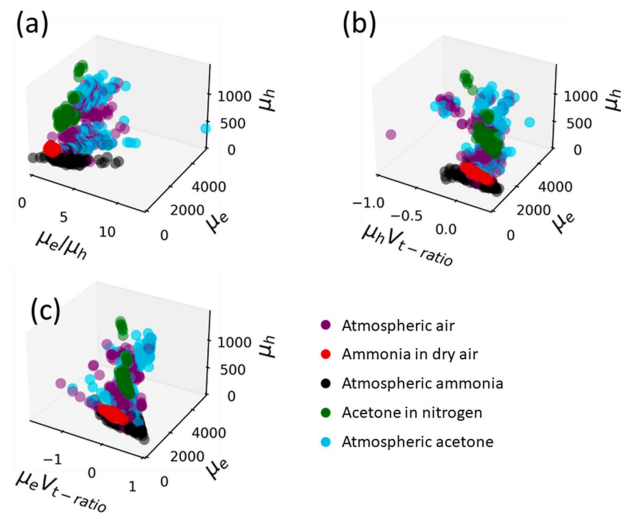 (a)
1000
500
0
μh
4000
2000
0
μe
0
5
10
μe/μh
(b)
1000
500
0
μh
4000
2000
0
μe
−1.0
−0.5
0.0
μhVt−ratio
(c)
1000
500
0
μh
4000
2000
0
μe
−1
0
1
μeVt−ratio
Atmospheric air
Ammonia in dry air
Atmospheric ammonia
Acetone in nitrogen
Atmospheric acetone